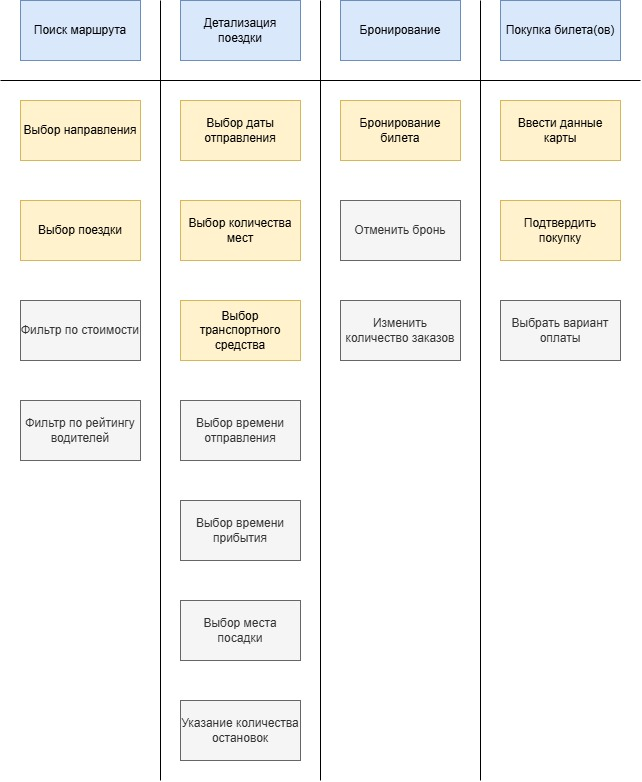 Поиск маршрута
Детализация
поездки
Бронирование
Покупка билета(ов)
Выбор направления
Выбор даты
отправления
Бронирование
билета
Ввести данные
карты
Выбор поездки
Выбор количества
мест
Отменить бронь
Подтвердить
покупку
Фильтр по стоимости
Выбор
транспортного
средства
Изменить
количество заказов
Выбрать вариант
оплаты
Фильтр по рейтингу
водителей
Выбор времени
отправления
Выбор времени
прибытия
Выбор места
посадки
Указание количества
остановок